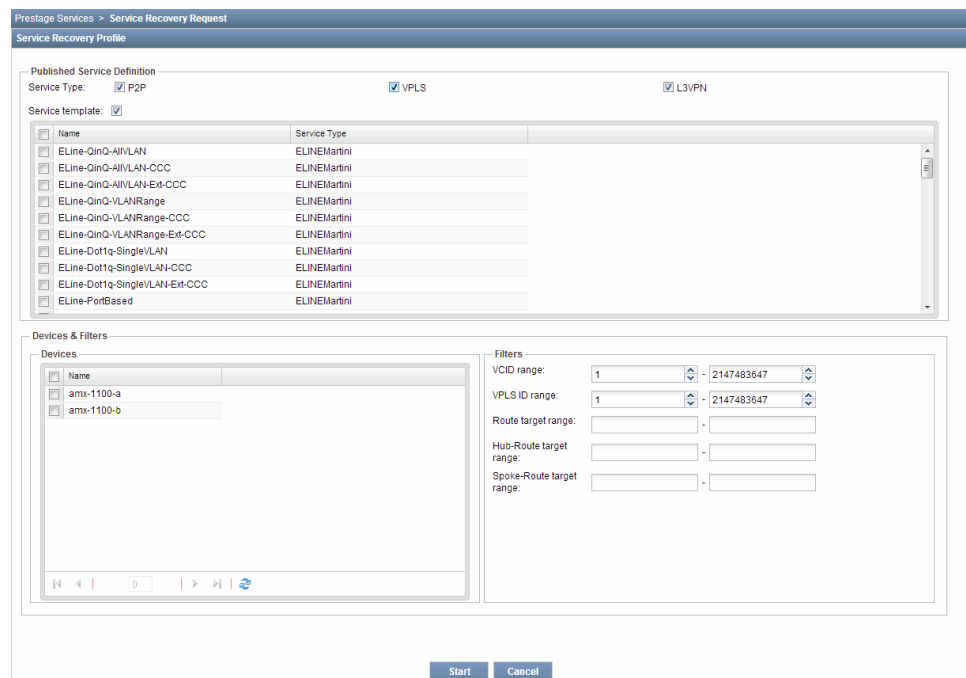 Prestage Services > Service Recovery Request
Service Recovery Profile
Published Service Definition
Service Type: P2P VPLS L3VPN
Service template:
Name Service Type
ELine-QinQ-AllVLAN ELINEMartini
ELine-QinQ-AllVLAN-CCC ELINEMartini
ELine-QinQ-AllVLAN-Ext-CCC ELINEMartini
ELine-QinQ-VLANRange ELINEMartini
ELine-QinQ-VLANRange-CCC ELINEMartini
ELine-QinQ-VLANRange-Ext-CCC ELINEMartini
ELine-Dot1q-SingleVLAN ELINEMartini
ELine-Dot1q-SingleVLAN-CCC ELINEMartini
ELine-Dot1q-SingleVLAN-Ext-CCC ELINEMartini
ELine-PortBased ELINEMartini
Devices & Filters
Devices
Name
amx-1100-a
amx-1100-b
0
Filters
VCID range: 1 - 2147483647
VPLS ID range: 1 - 2147483647
Route target range: -
Hub-Route target
range: -
Spoke-Route target
range: -
Start Cancel